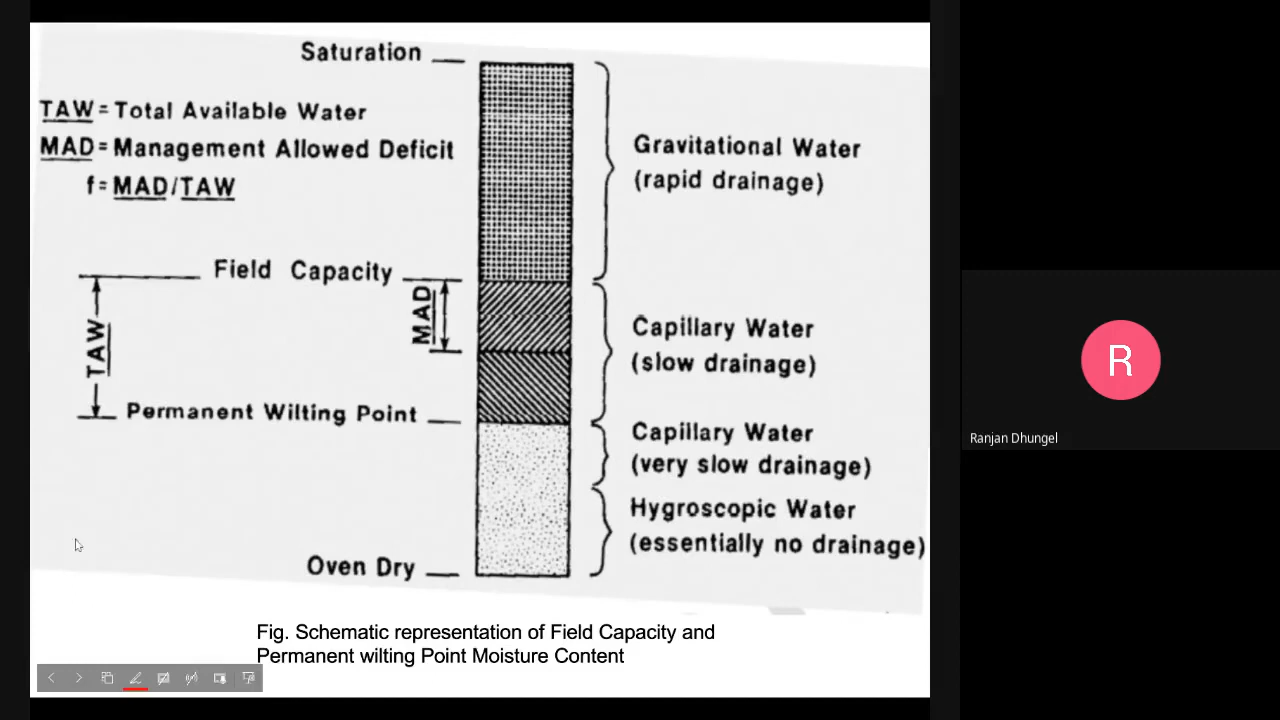 Saturation
TAW = Total Available Water
MAD = Management Allowed Deficit
f = MAD/TAW
Gravitational Water
(rapid drainage)
Field Capacity
MAD
TAW
Capillary Water
(slow drainage)
Permanent Wilting Point
Capillary Water
(very slow drainage)
Hygroscopic Water
(essentially no drainage)
Oven Dry
Fig. Schematic representation of Field Capacity and
Permanent wilting Point Moisture Content
R
Ranjan Dhungel